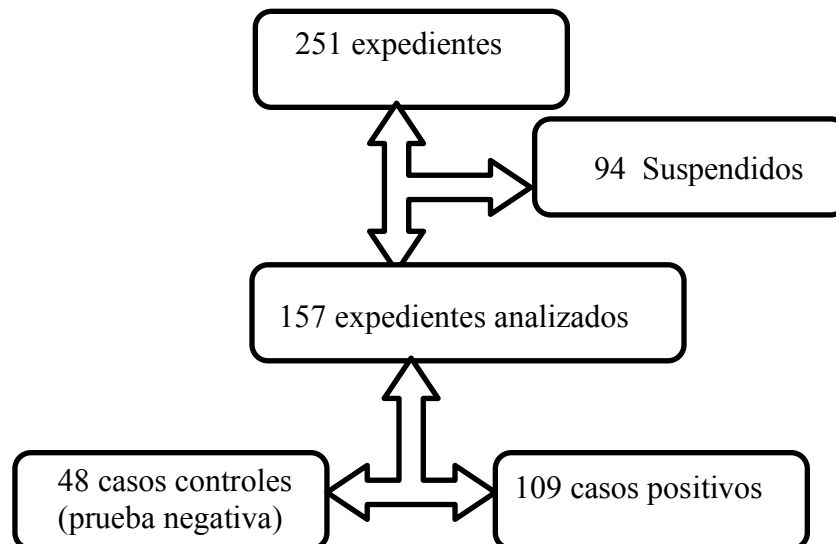 251 expedientes
94 Suspendidos
157 expedientes analizados
48 casos controles
(prueba negativa)
109 casos positivos